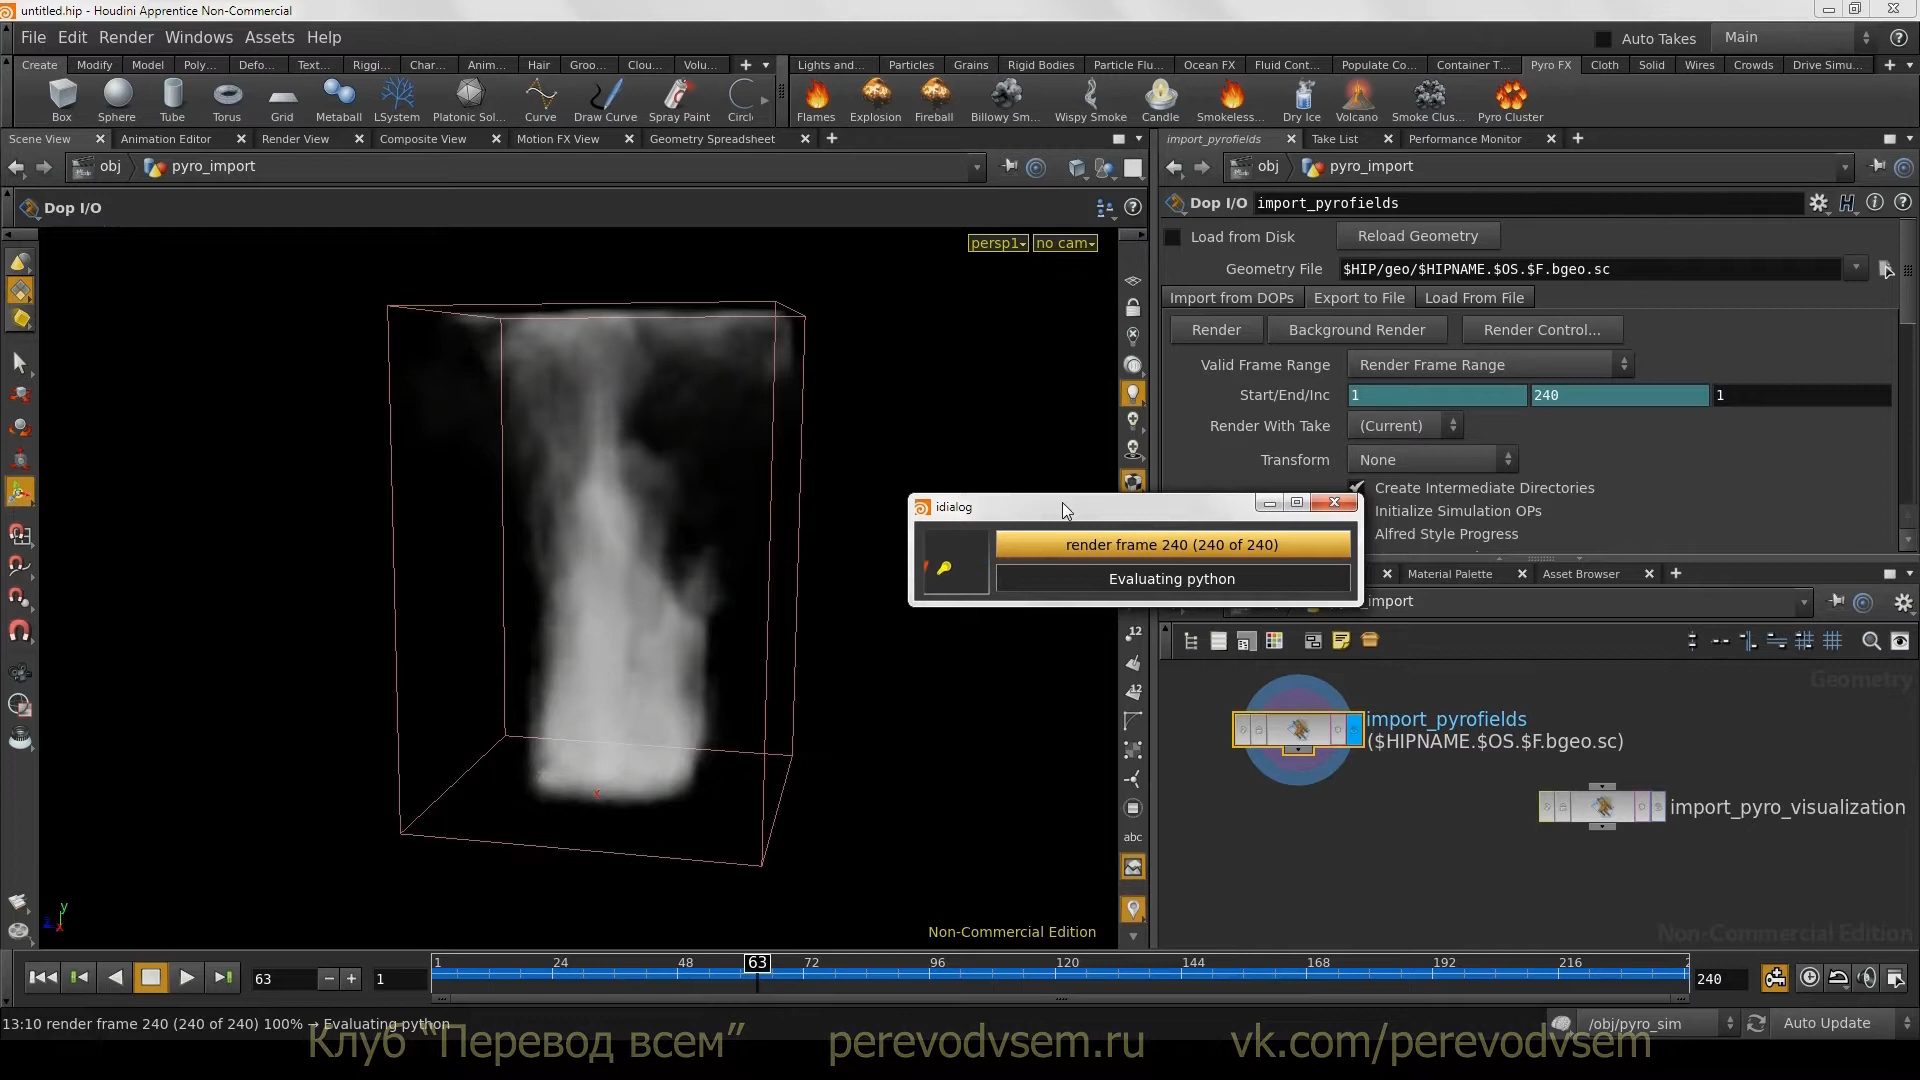 untitled.hip - Houdini Apprentice Non-Commercial
File Edit Render Windows Assets Help
Auto Takes Main
Create Modify Model Poly... Defo... Text... Riggi... Char... Anim... Hair Groo... Clou... Volu...
Lights and... Particles Grains Rigid Bodies Particle Flu... Ocean FX Fluid Cont... Populate Co... Container T... Pyro FX Cloth Solid Wires Crowds Drive Simu...
Box Sphere Tube Torus Grid Metaball LSystem Platonic Sol... Curve Draw Curve Spray Paint Circl
Flames Explosion Fireball Billowy Sm... Wispy Smoke Candle Smokeless... Dry Ice Volcano Smoke Clus... Pyro Cluster
Scene View Animation Editor Render View Composite View Motion FX View Geometry Spreadsheet
import_pyrofields Take List Performance Monitor
obj pyro_import
obj pyro_import
Dop I/O
Dop I/O import_pyrofields
persp1 no cam
Load from Disk Reload Geometry
Geometry File $HIP/geo/$HIPNAME.$OS.$F.bgeo.sc
Import from DOPs Export to File Load From File
Render Background Render Render Control...
Valid Frame Range Render Frame Range
Start/End/Inc 1 240 1
Render With Take (Current)
Transform None
Create Intermediate Directories
Initialize Simulation OPs
Alfred Style Progress
idialog
render frame 240 (240 of 240)
Evaluating python
Material Palette Asset Browser
_import
12
12
abc
Geometry
import_pyrofields
($HIPNAME.$OS.$F.bgeo.sc)
import_pyro_visualization
y
z
x
x
Non-Commercial Edition
Non-Commercial Edition
63 1
1 24 48 63 72 96 120 144 168 192 216 2
240
13:10 render frame 240 (240 of 240) 100% → Evaluating python
/obj/pyro_sim Auto Update
Клуб “Перевод всем” perevodvsem.ru vk.com/perevodvsem